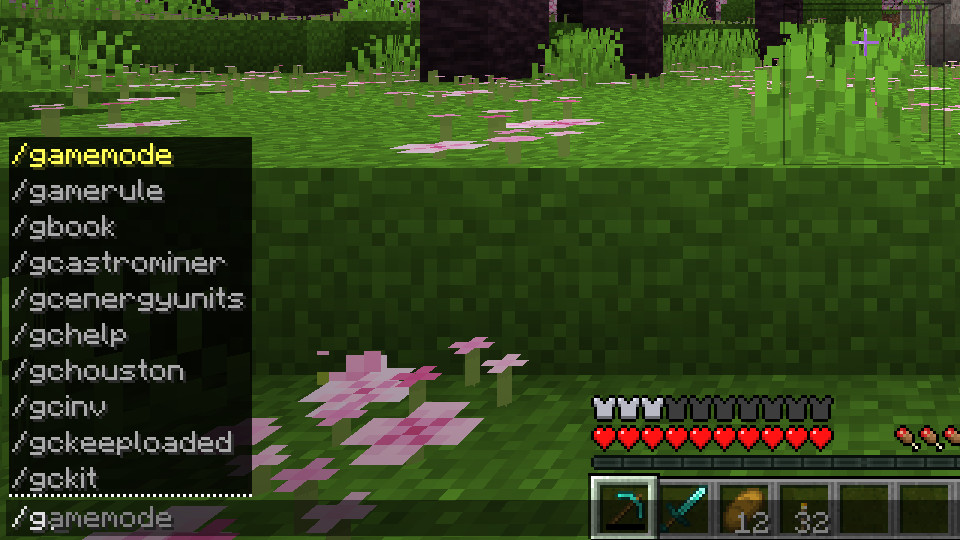 /gamemode
/gamerule
/gbook
/gcastrominer
/gcenergyunits
/gchelp
/gchouston
/gcinv
/gckeeploaded
/gckit
/gamemode
12 32